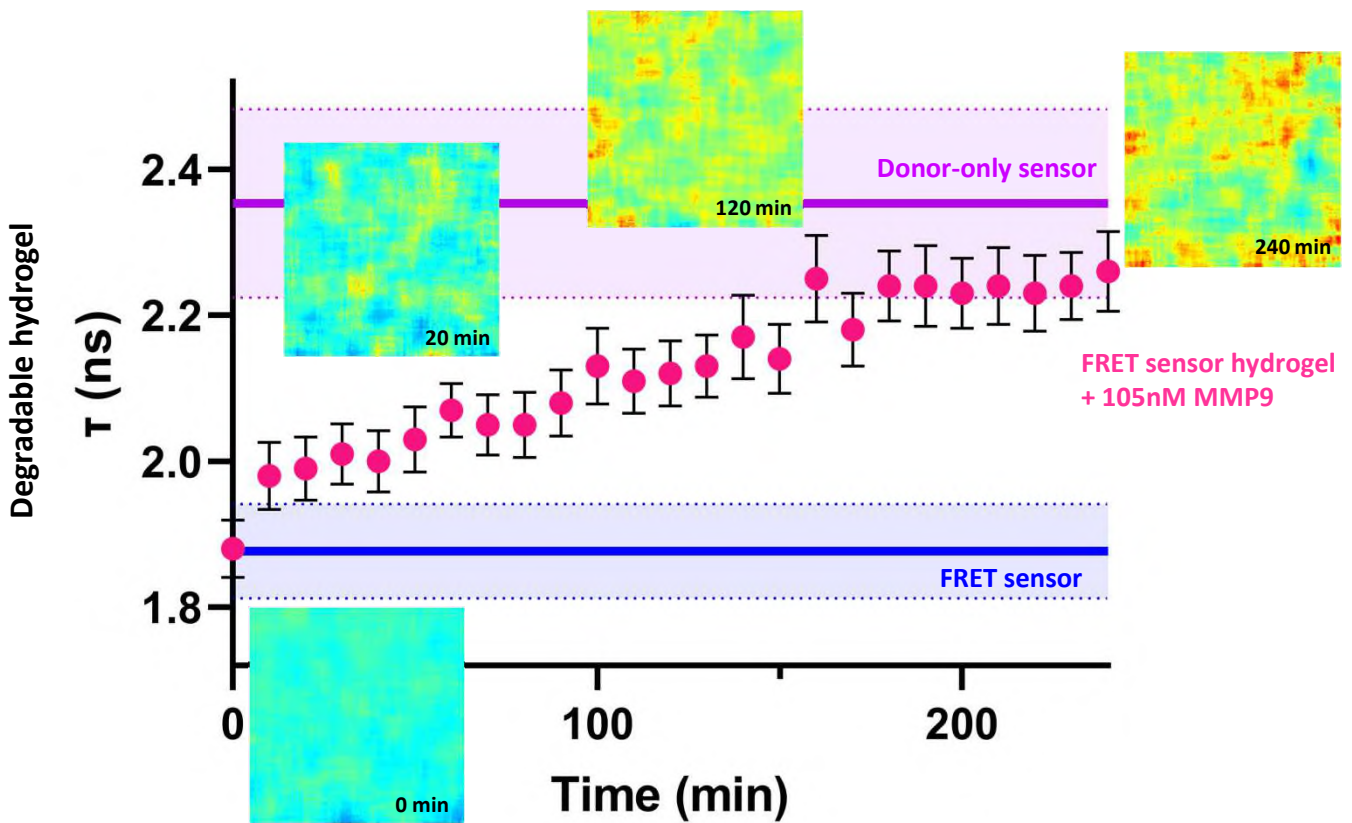 Degradable hydrogel
τ (ns)
2.4
2.2
2.0
1.8
Donor-only sensor
120 min
240 min
20 min
FRET sensor hydrogel
+ 105nM MMP9
FRET sensor
0 min
0
100
200
Time (min)